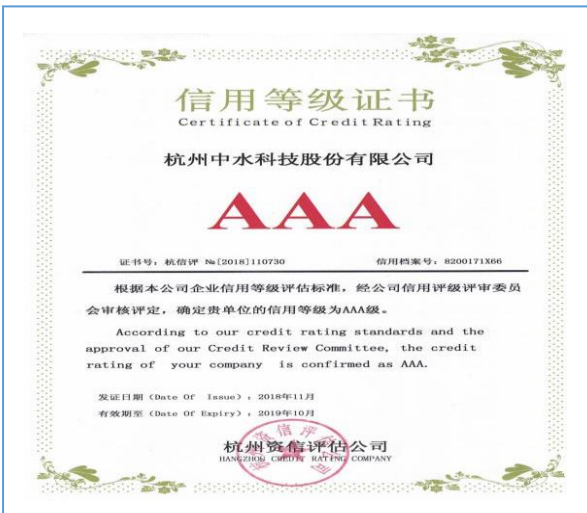 信用等级证书
Certificate of Credit Rating
杭州中水科技股份有限公司
AAA
证书号：杭信评 №[2018]110730 信用档案号：8200171X66
根据本公司企业信用等级评估标准，经公司信用评级评审委员
会审核评定，确定贵单位的信用等级为AAA级。
According to our credit rating standards and the
approval of our Credit Review Committee, the credit
rating of your company is confirmed as AAA.
发证日期（Date Of Issue）：2018年11月
有效期至（Date Of Expiry）：2019年10月
杭州资信评估公司
HANGZHOU CREDIT RATING COMPANY